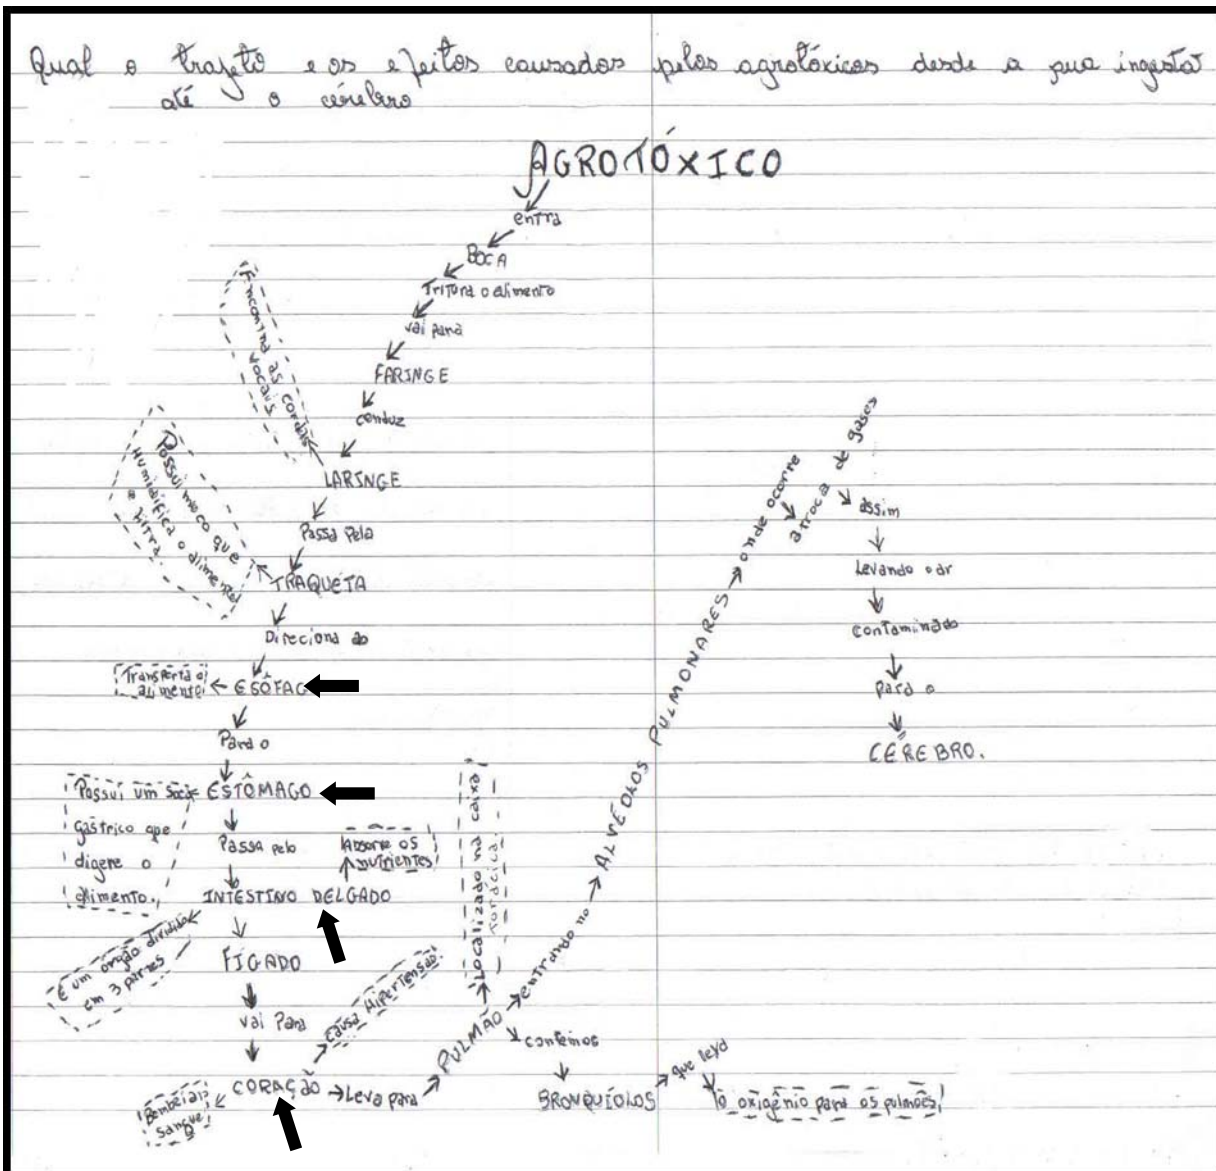 Qual o trajeto e os efeitos causados pelos agrotóxicos desde a sua ingesta
até o cérebro
AGROTÓXICO
entra
BOCA
Tritura o alimento
vai para
FARINGE
conduz
LARINGE
Encontra as cordas
vocais
Passa pela
TRAQUÉIA
Possui muco que
Humidifica o alimento
e filtra
Direciona ao
ESÔFAG
Transporta o
alimento
Para o
ESTÔMAGO
Possui um suco
gástrico que
digere o
alimento.
Passa pelo
Absorve os
nutrientes
INTESTINO DELGADO
É um órgão dividido
em 3 partes
FÍGADO
vai Para
CORAÇÃO
Bombeia
sangue
causa Hipertensão
Leva para
PULMÃO
Localizado na caixa
Torácica
contemos
BRONQUÍOLOS
que leva
o oxigênio para os pulmões
entrando no
ALVÉOLOS PULMONARES
onde ocorre
a troca de gases
assim
Levando o ar
contaminado
Para o
CÉREBRO.